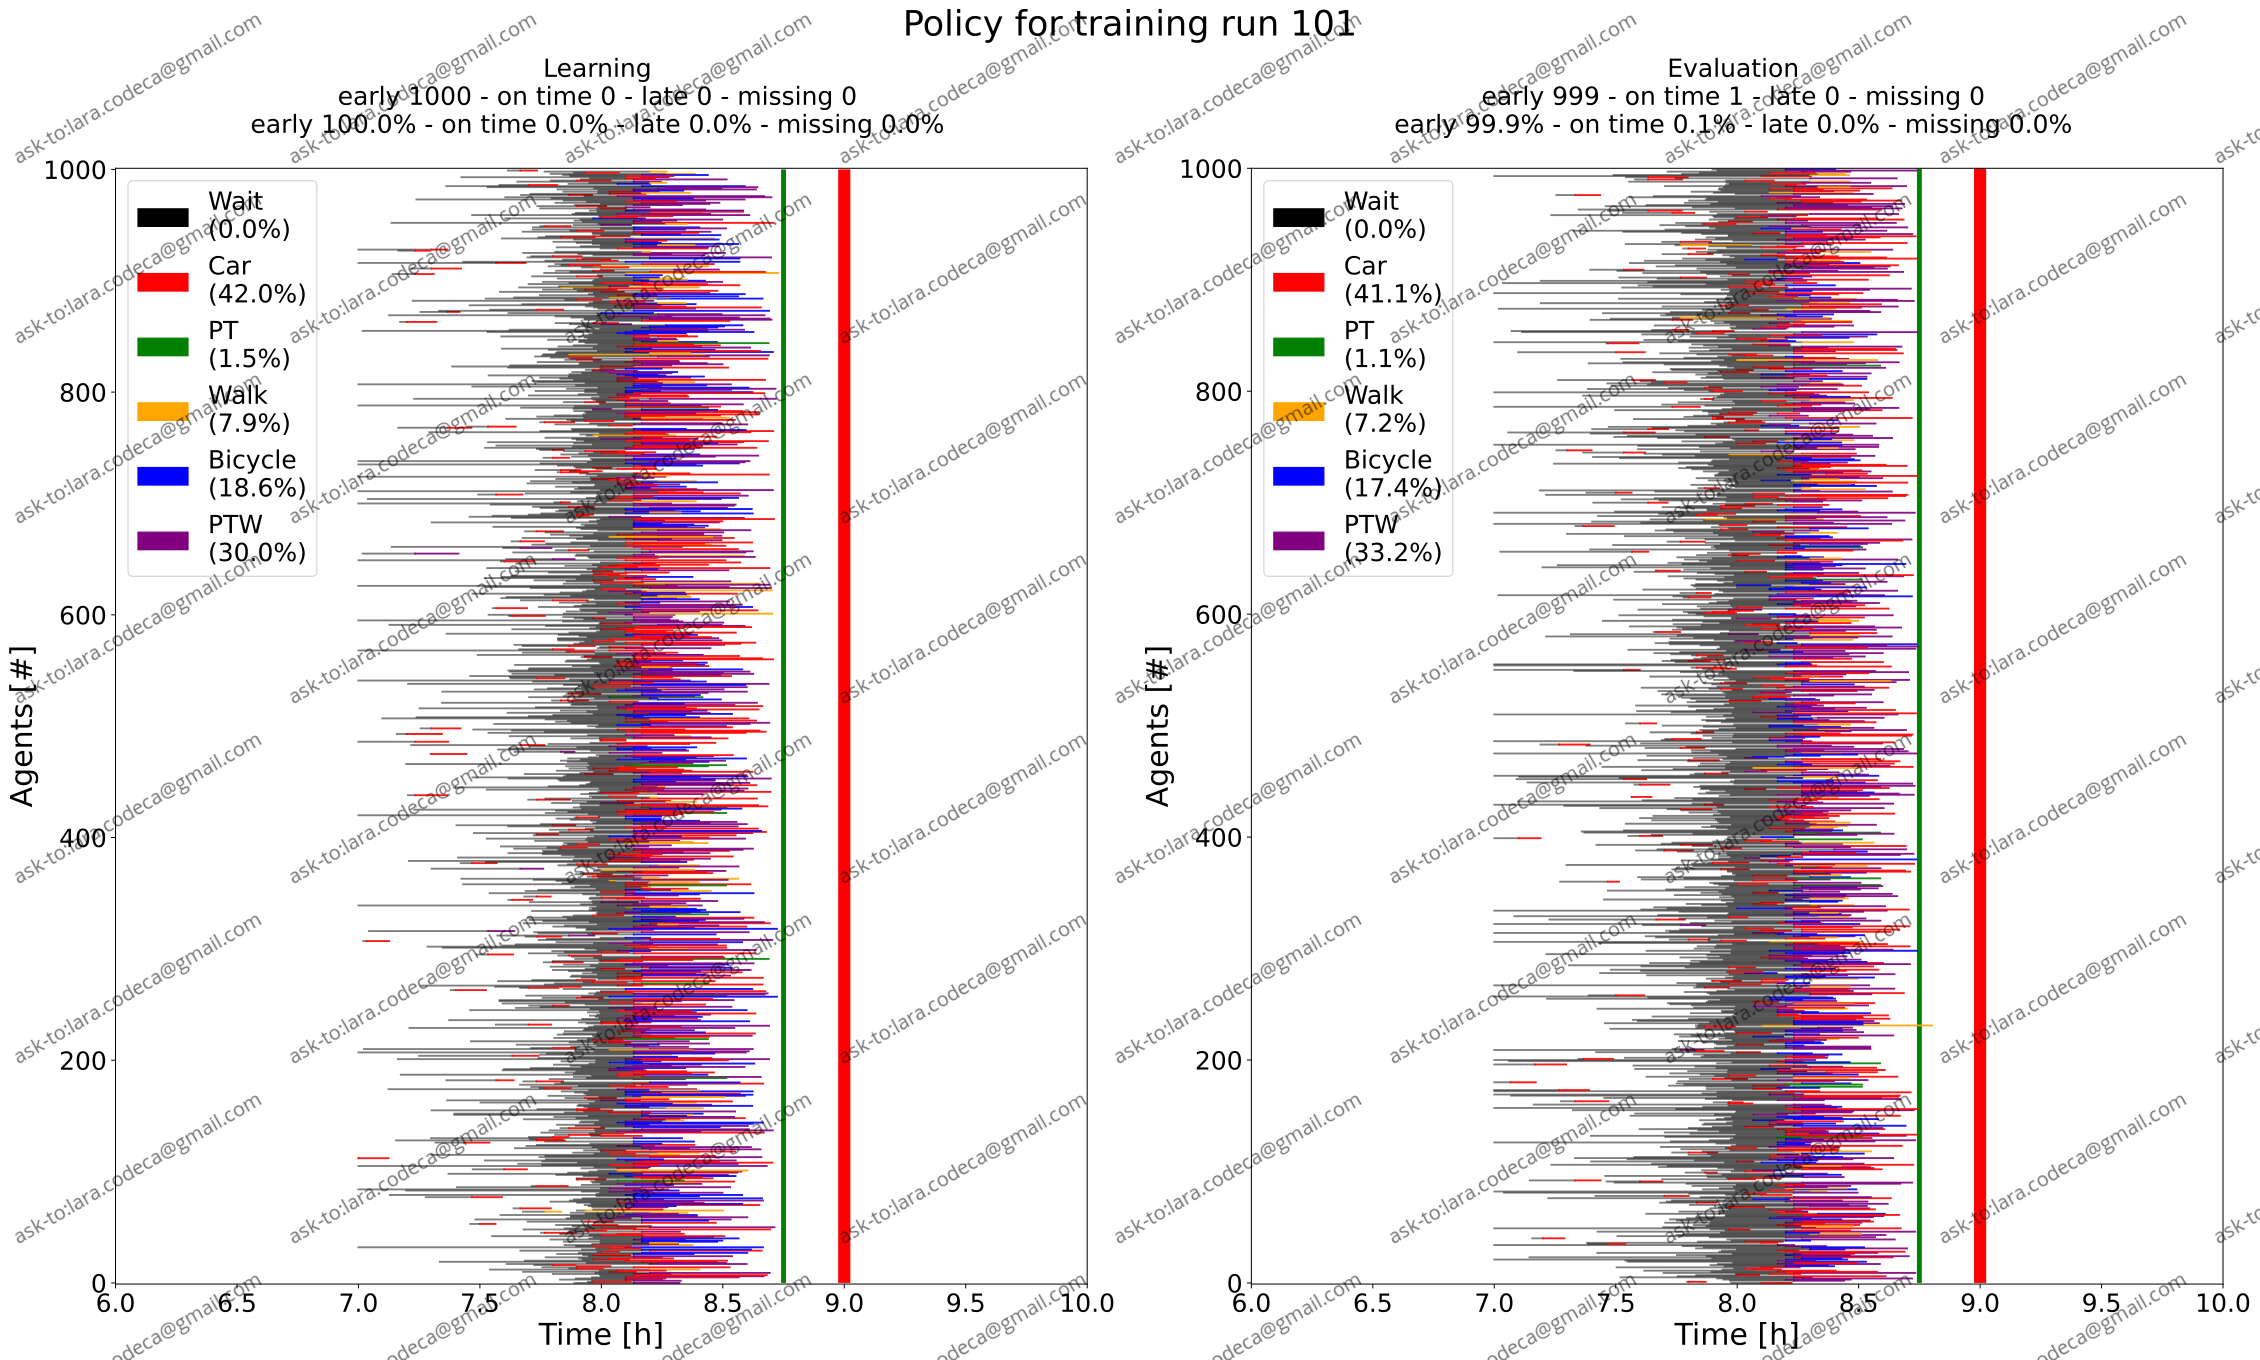 Policy for training run 101
Learning
early 1000 - on time 0 - late 0 - missing 0
early 100.0% - on time 0.0% - late 0.0% - missing 0.0%
Agents [#]
1000
800
600
400
200
0
Wait
(0.0%)
Car
(42.0%)
PT
(1.5%)
Walk
(7.9%)
Bicycle
(18.6%)
PTW
(30.0%)
6.0 6.5 7.0 7.5 8.0 8.5 9.0 9.5 10.0
Time [h]
Evaluation
early 999 - on time 1 - late 0 - missing 0
early 99.9% - on time 0.1% - late 0.0% - missing 0.0%
Agents [#]
1000
800
600
400
200
0
Wait
(0.0%)
Car
(41.1%)
PT
(1.1%)
Walk
(7.2%)
Bicycle
(17.4%)
PTW
(33.2%)
6.0 6.5 7.0 7.5 8.0 8.5 9.0 9.5 10.0
Time [h]
ask-to:lara.codeca@gmail.com